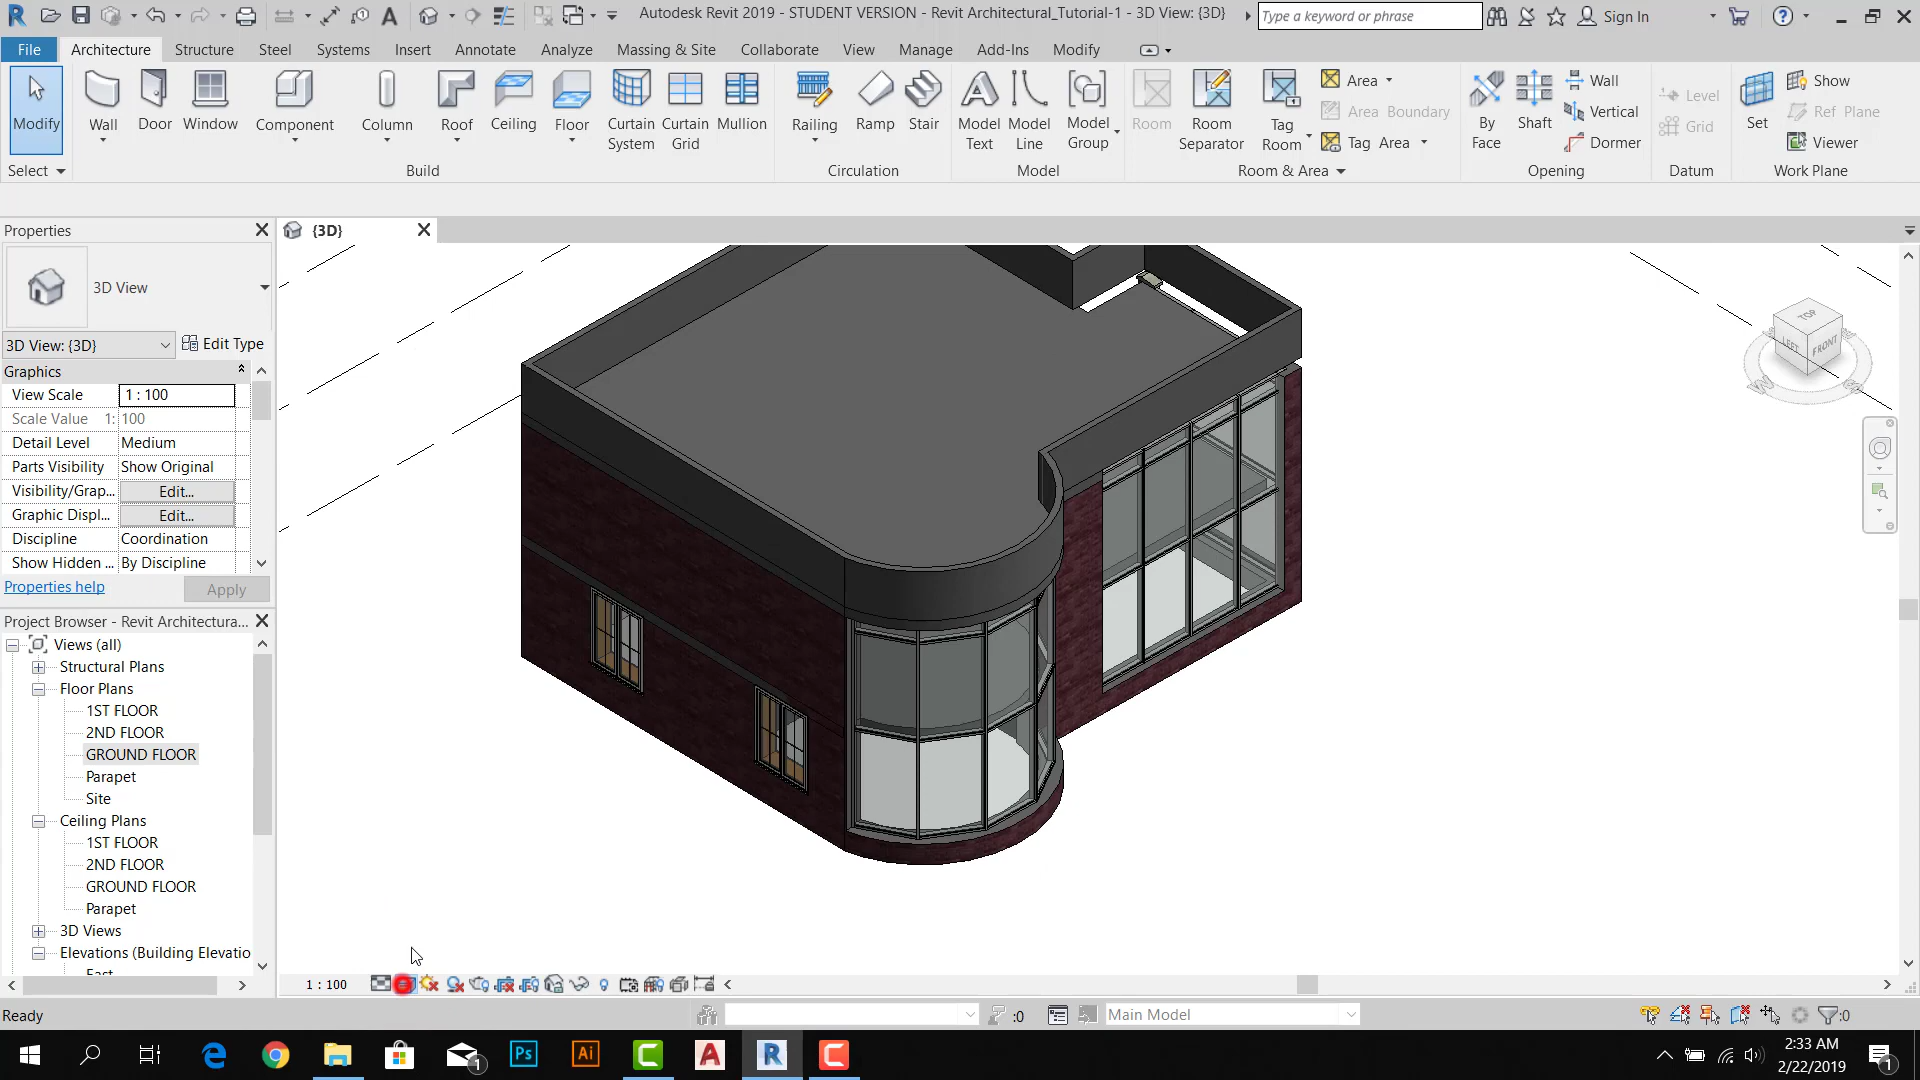 Autodesk Revit 2019 - STUDENT VERSION - Revit Architectural_Tutorial-1 - 3D View: {3D}
Type a keyword or phrase
Sign In
File Architecture Structure Steel Systems Insert Annotate Analyze Massing & Site Collaborate View Manage Add-Ins Modify
Modify
Wall
Door
Window
Component
Column
Roof
Ceiling
Floor
Curtain System
Curtain Grid
Mullion
Railing
Ramp
Stair
Model Text
Model Line
Model Group
Room
Room Separator
Tag Room
Area
Area Boundary
Tag Area
By Face
Shaft
Wall
Vertical
Dormer
Level
Grid
Set
Show
Ref Plane
Viewer
Select Build Circulation Model Room & Area Opening Datum Work Plane
Properties
{3D}
3D View
3D View: {3D}
Edit Type
Graphics
View Scale 1 : 100
Scale Value 1: 100
Detail Level Medium
Parts Visibility Show Original
Visibility/Grap... Edit...
Graphic Displ... Edit...
Discipline Coordination
Show Hidden ... By Discipline
Properties help
Apply
Project Browser - Revit Architectura...
Views (all)
Structural Plans
Floor Plans
1ST FLOOR
2ND FLOOR
GROUND FLOOR
Parapet
Site
Ceiling Plans
1ST FLOOR
2ND FLOOR
GROUND FLOOR
Parapet
3D Views
Elevations (Building Elevatio
East
TOP
LEFT
FRONT
W
S
1 : 100
Ready
:0
Main Model
:0
Ps
Ai
1
2:33 AM
2/22/2019
1